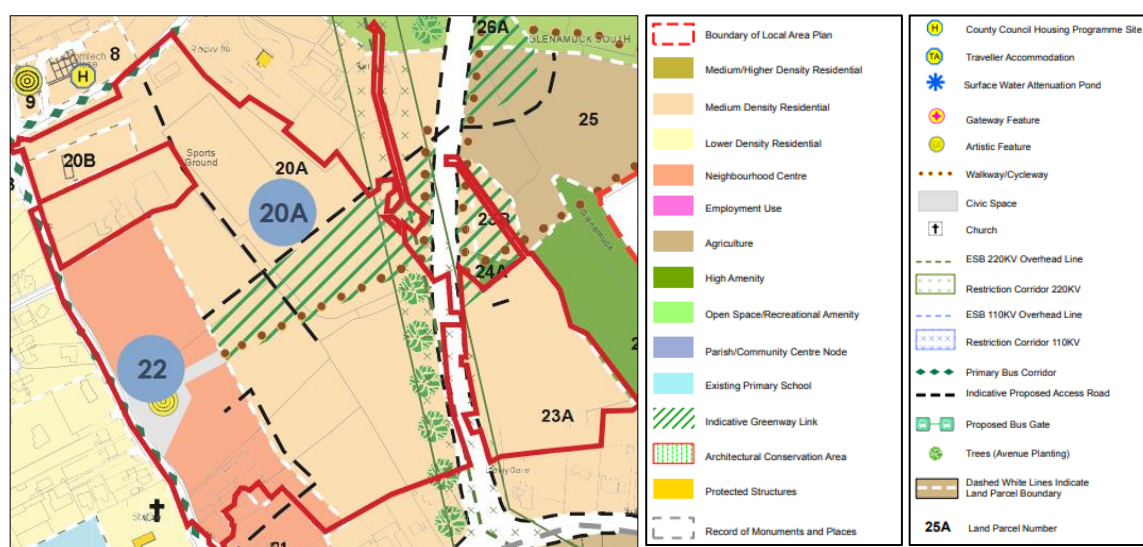 26A
GLENAMUCK SOUTH
8
H
9
25
20B
Sports
Ground
20A
20A
Glenamuck
24A
22
23A
H
County Council Housing Programme Site
TA
Traveller Accommodation
Surface Water Attenuation Pond
Gateway Feature
Artistic Feature
Walkway/Cycleway
Civic Space
Church
ESB 220KV Overhead Line
Restriction Corridor 220KV
ESB 110KV Overhead Line
Restriction Corridor 110KV
Primary Bus Corridor
Indicative Proposed Access Road
Proposed Bus Gate
Trees (Avenue Planting)
Dashed White Lines Indicate
Land Parcel Boundary
25A
Land Parcel Number
Boundary of Local Area Plan
Medium/Higher Density Residential
Medium Density Residential
Lower Density Residential
Neighbourhood Centre
Employment Use
Agriculture
High Amenity
Open Space/Recreational Amenity
Parish/Community Centre Node
Existing Primary School
Indicative Greenway Link
Architectural Conservation Area
Protected Structures
Record of Monuments and Places